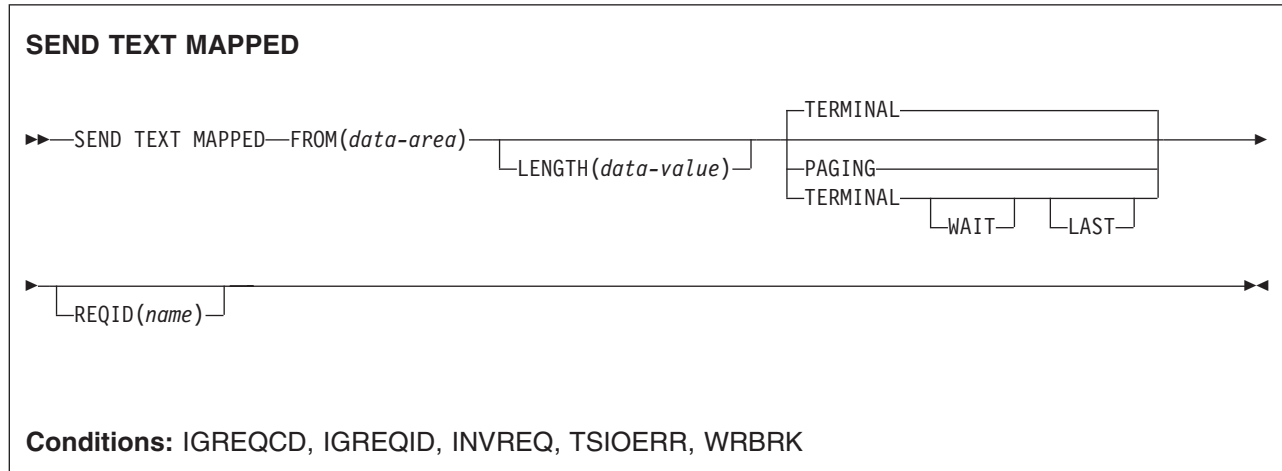 SEND TEXT MAPPED
TERMINAL
SEND TEXT MAPPED FROM(data-area)
LENGTH(data-value)
PAGING
TERMINAL
WAIT
LAST
REQID(name)
Conditions: IGREQCD, IGREQID, INVREQ, TSIOERR, WRBRK